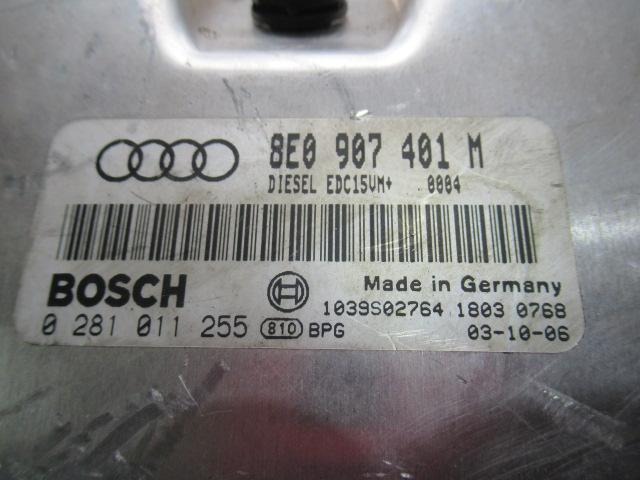 8E0 907 401 M
DIESEL EDC15VM+ 0004
BOSCH
Made in Germany
1039S02764 1803 0768
0 281 011 255 810 BPG 03-10-06